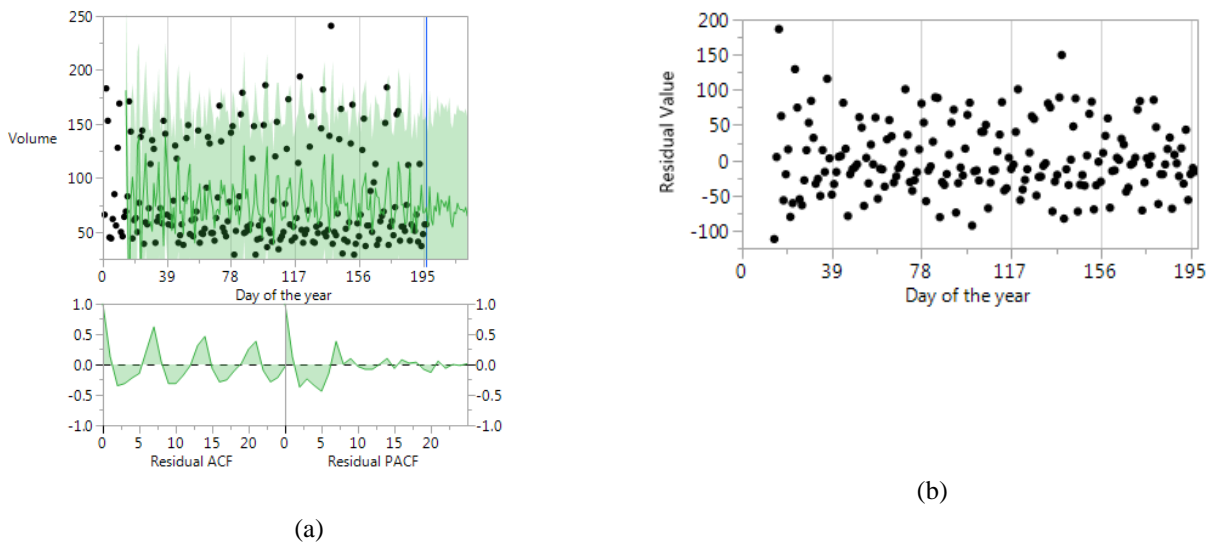 250
200
150
100
50
Volume
0 39 78 117 156 195
Day of the year
1.0
0.5
0.0
-0.5
-1.0
1.0
0.5
0.0
-0.5
-1.0
0 5 10 15 20 0 5 10 15 20
Residual ACF Residual PACF
(a)
200
150
100
50
0
-50
-100
Residual Value
0 39 78 117 156 195
Day of the year
(b)